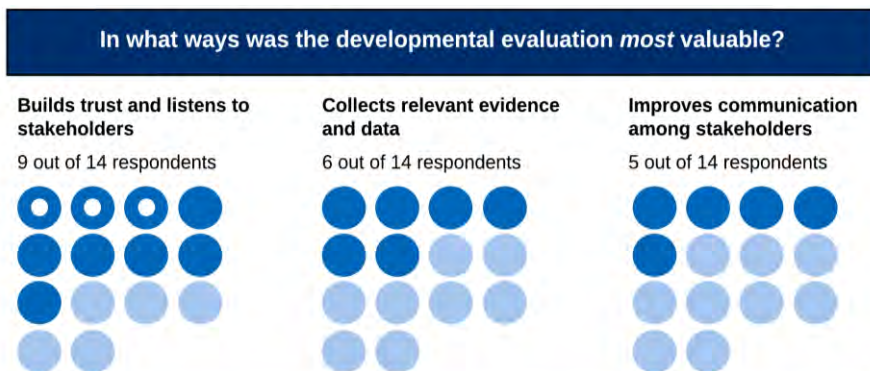 In what ways was the developmental evaluation most valuable?
Builds trust and listens to
stakeholders
9 out of 14 respondents
Collects relevant evidence
and data
6 out of 14 respondents
Improves communication
among stakeholders
5 out of 14 respondents